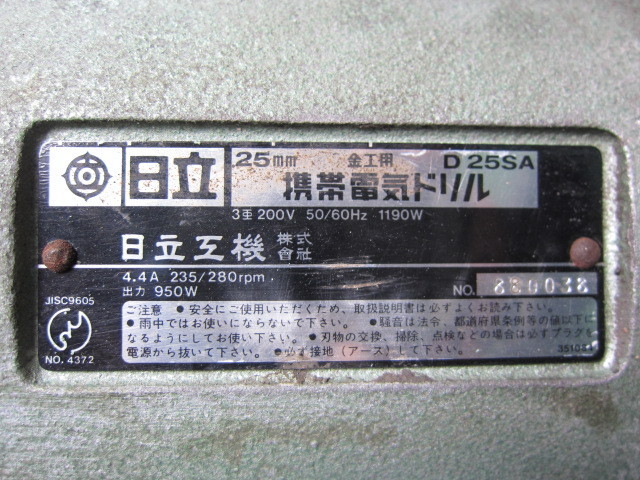 日立
25mm 金工用 D 25SA
携帯電気ドリル
3重 200V 50/60Hz 1190W
日立工機 株式會社
4.4A 235/280rpm
出力 950W
NO.
JISC9605
NO. 4372
ご注意 ●安全にご使用いただくため、取扱説明書は必ずよくお読み下さい。
●雨中ではお使いにならないで下さい。 ●騒音は法令、都道府県条例等の値以下に
なるようにしてお使い下さい。 ●刃物の交換、掃除、点検などの場合は必ずプラグを
電源から抜いて下さい。 ●必ず接地（アース）して下さい。